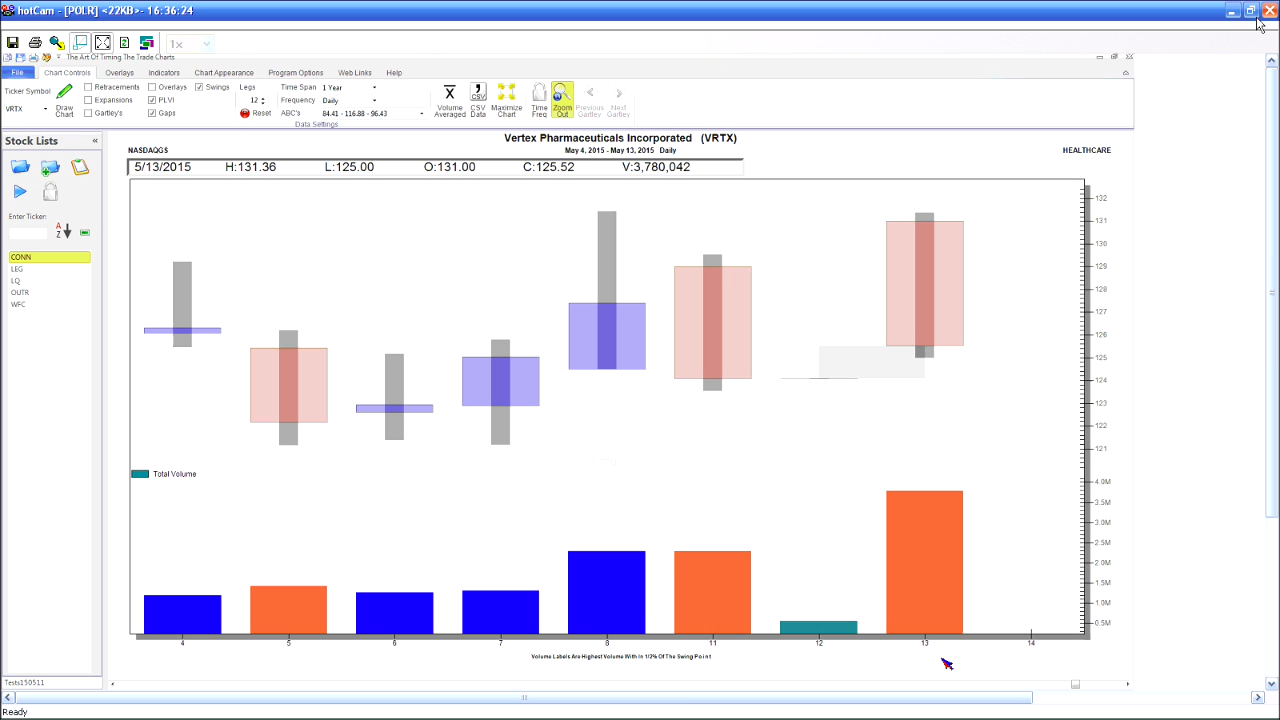 hotCam - [POLR] <22KB>- 16:36:24
1x
The Art Of Timing The Trade Charts
File Chart Controls Overlays Indicators Chart Appearance Program Options Web Links Help
Ticker Symbol
VRTX
Draw Chart
Retracements Overlays Swings
Expansions PLVI
Gartley's Gaps
Legs
12
Reset
Time Span 1 Year
Frequency Daily
ABC's 84.41 - 116.88 - 96.43
Data Settings
Volume Averaged
CSV
CSV Data
Maximize Chart
Time Freq
Zoom Out
Previous Gartley
Next Gartley
Stock Lists «
Enter Ticker:
A
Z
CONN
LEG
LQ
OUTR
WFC
Tests150511
Vertex Pharmaceuticals Incorporated (VRTX)
NASDAQGS May 4, 2015 - May 13, 2015 Daily HEALTHCARE
5/13/2015 H:131.36 L:125.00 O:131.00 C:125.52 V:3,780,042
132
131
130
129
128
127
126
125
124
123
122
121
Total Volume
4.0M
3.5M
3.0M
2.5M
2.0M
1.5M
1.0M
0.5M
4 5 6 7 8 11 12 13 14
Volume Labels Are Highest Volume With In 1/2% Of The Swing Point
Ready